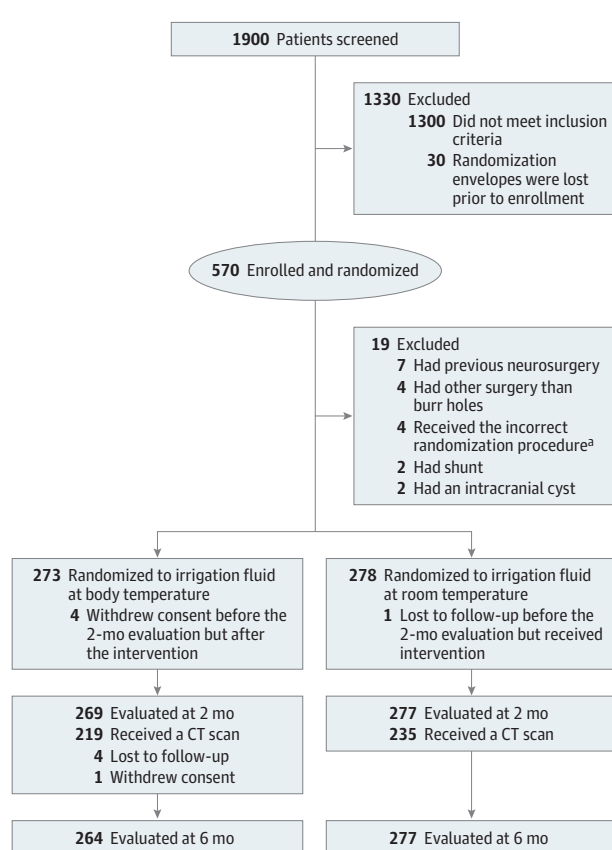 1900 Patients screened
1330 Excluded
1300 Did not meet inclusion
criteria
30 Randomization
envelopes were lost
prior to enrollment
570 Enrolled and randomized
19 Excluded
7 Had previous neurosurgery
4 Had other surgery than
burr holes
4 Received the incorrect
randomization procedureᵃ
2 Had shunt
2 Had an intracranial cyst
273 Randomized to irrigation fluid
at body temperature
4 Withdrew consent before the
2-mo evaluation but after
the intervention
278 Randomized to irrigation fluid
at room temperature
1 Lost to follow-up before the
2-mo evaluation but received
intervention
269 Evaluated at 2 mo
219 Received a CT scan
4 Lost to follow-up
1 Withdrew consent
277 Evaluated at 2 mo
235 Received a CT scan
264 Evaluated at 6 mo
277 Evaluated at 6 mo